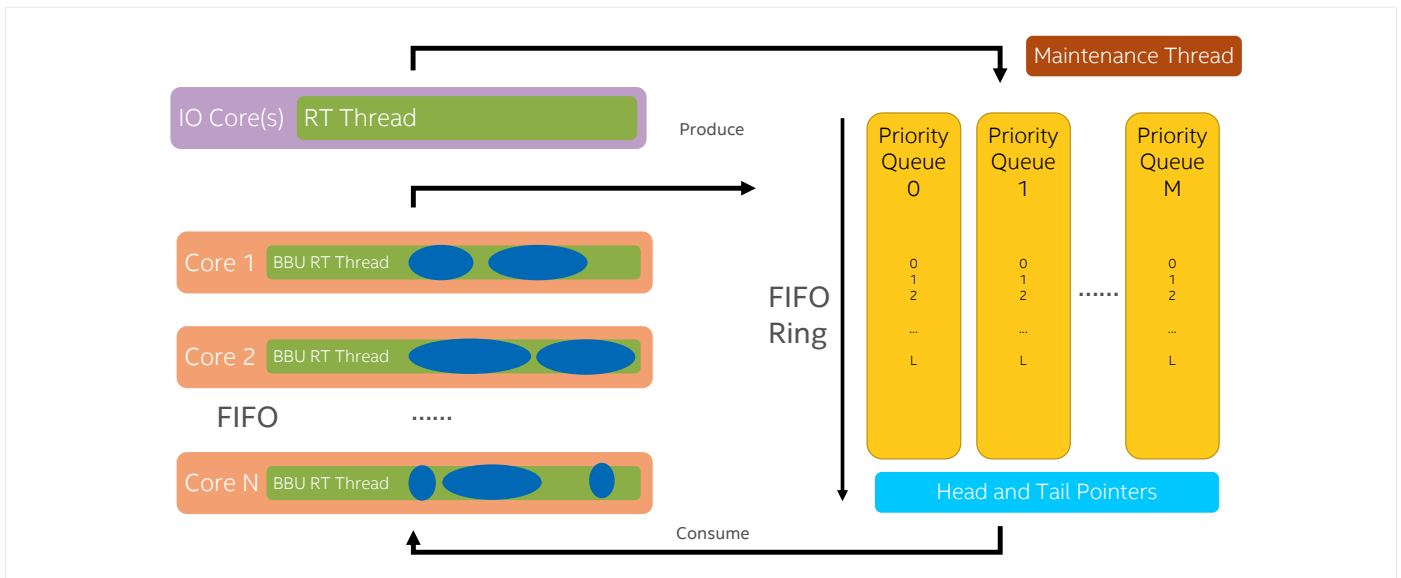 Maintenance Thread
IO Core(s)
RT Thread
Produce
Core 1
BBU RT Thread
Core 2
BBU RT Thread
FIFO
......
Core N
BBU RT Thread
Consume
FIFO
Ring
Priority
Queue
0
0
1
2
...
L
Priority
Queue
1
0
1
2
...
L
......
Priority
Queue
M
0
1
2
...
L
Head and Tail Pointers